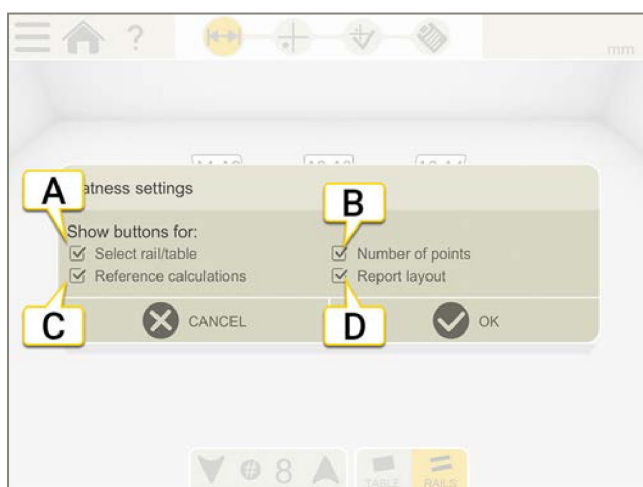 ?
mm
A
atness settings
B
Show buttons for:
Select rail/table
Number of points
Reference calculations
Report layout
C
CANCEL
D
OK
# 8
TABLE
RAILS